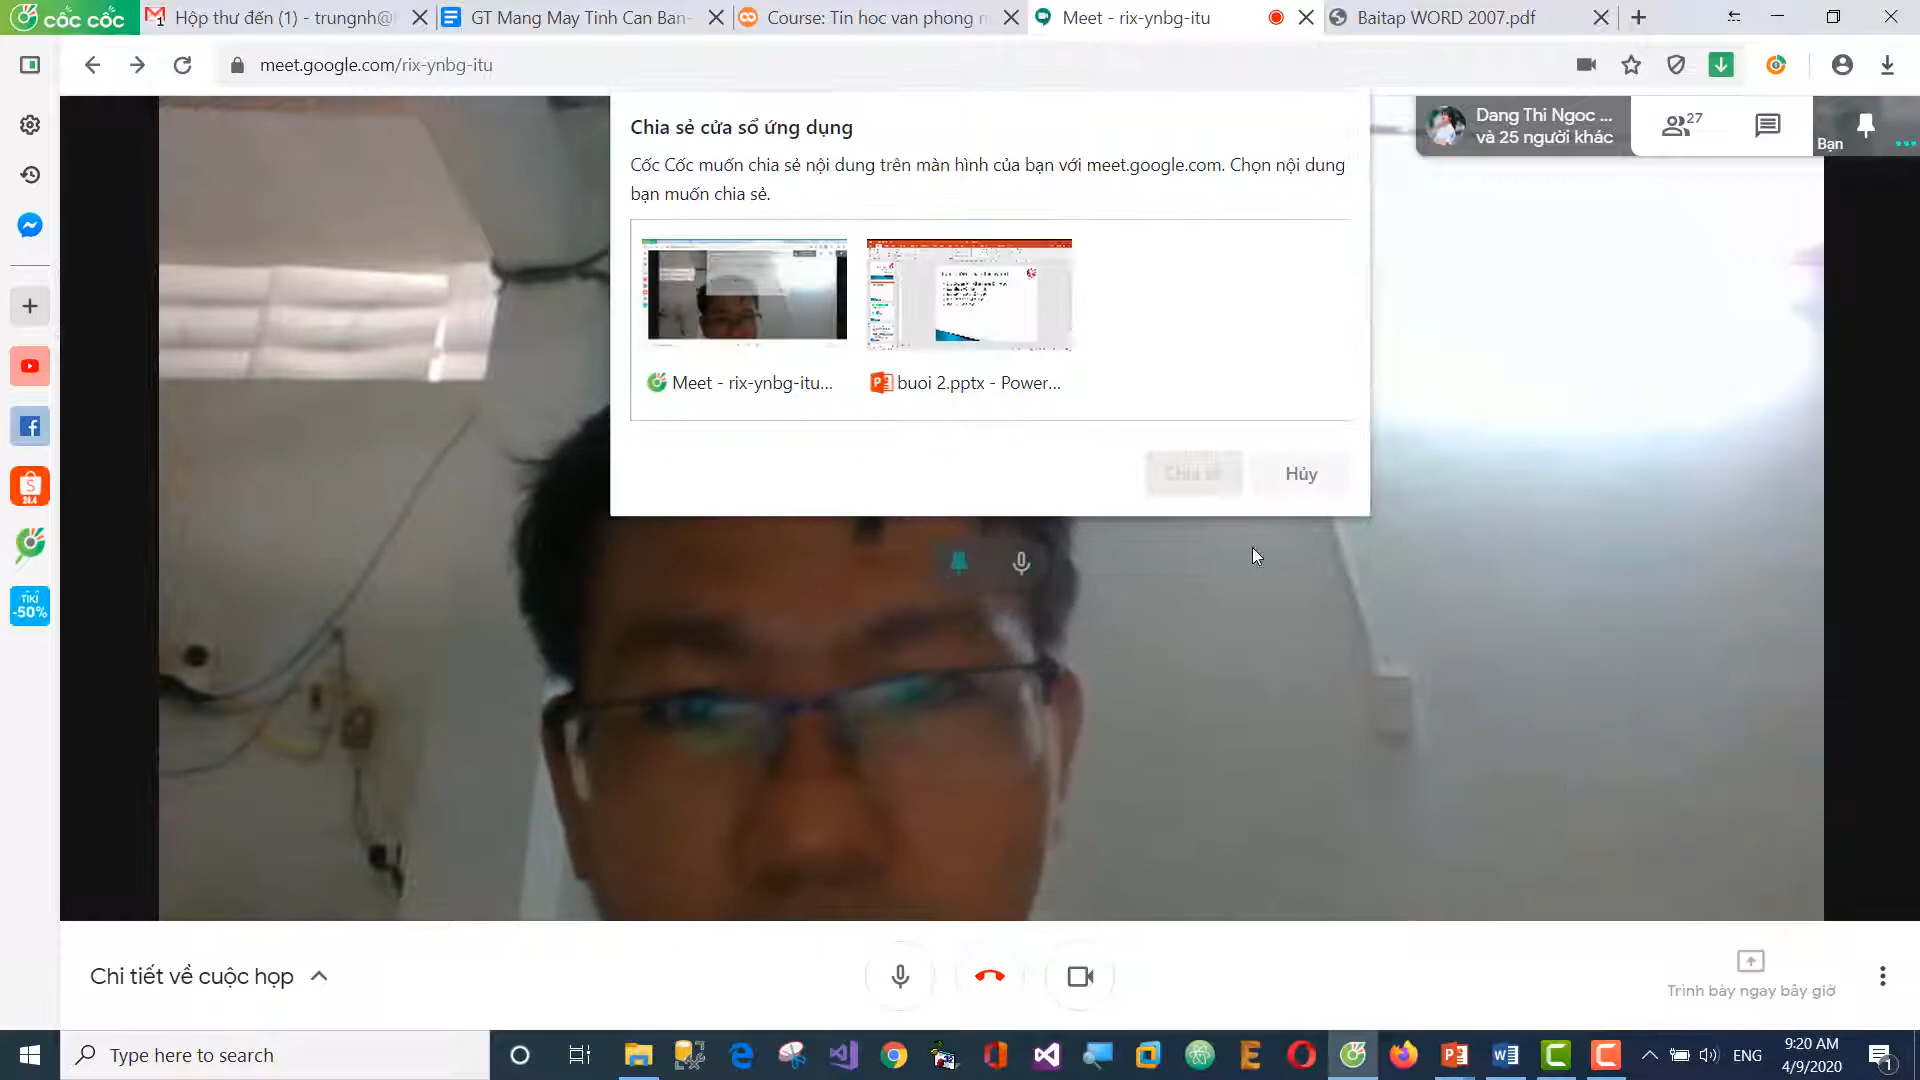 cốc cốc
Hộp thư đến (1) - trungnh@
GT Mang May Tinh Can Ban-
Course: Tin hoc van phong n
Meet - rix-ynbg-itu
Baitap WORD 2007.pdf
meet.google.com/rix-ynbg-itu
Chia sẻ cửa sổ ứng dụng
Cốc Cốc muốn chia sẻ nội dung trên màn hình của bạn với meet.google.com. Chọn nội dung
bạn muốn chia sẻ.
Meet - rix-ynbg-itu...
buoi 2.pptx - Power...
Chia sẻ
Hủy
Dang Thi Ngoc ...
và 25 người khác
27
Bạn
24.4
TIKI
-50%
Chi tiết về cuộc họp
Trình bày ngay bây giờ
Type here to search
ENG
9:20 AM
4/9/2020
1